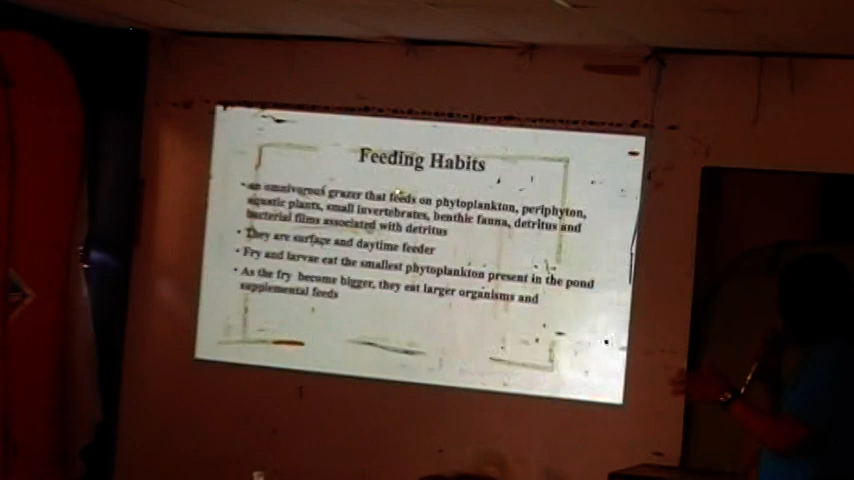 Feeding Habits
• an omnivorous grazer that feeds on phytoplankton, periphyton,
aquatic plants, small invertebrates, benthic fauna, detritus and
bacterial films associated with detritus
• They are surface and daytime feeder
• Fry and larvae eat the smallest phytoplankton present in the pond
• As the fry become bigger, they eat larger organisms and
supplemental feeds